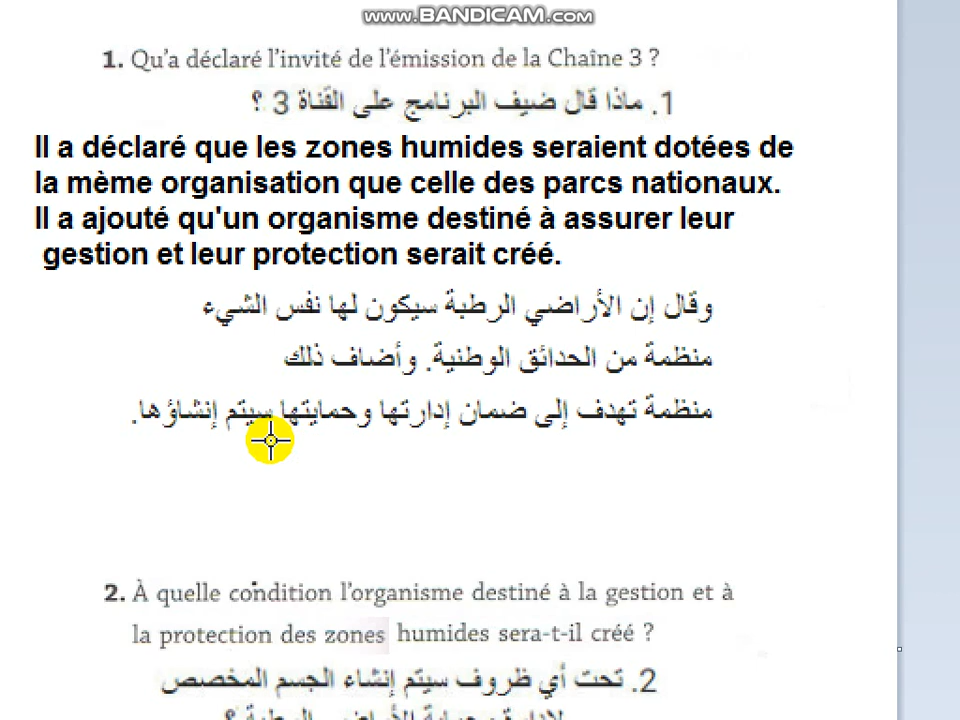 www.BANDICAM.com
1. Qu'a déclaré l'invité de l'émission de la Chaîne 3 ?
1. ماذا قال ضيف البرنامج على القناة 3 ؟
Il a déclaré que les zones humides seraient dotées de
la mème organisation que celle des parcs nationaux.
Il a ajouté qu'un organisme destiné à assurer leur
gestion et leur protection serait créé.
وقال إن الأراضي الرطبة سيكون لها نفس الشيء
منظمة من الحدائق الوطنية. وأضاف ذلك
منظمة تهدف إلى ضمان إدارتها وحمايتها سيتم إنشاؤها.
2. À quelle condition l'organisme destiné à la gestion et à
la protection des zones humides sera-t-il créé ?
2. تحت أي ظروف سيتم إنشاء الجسم المخصص
لإدارة وحماية الأراضي الرطبة ؟